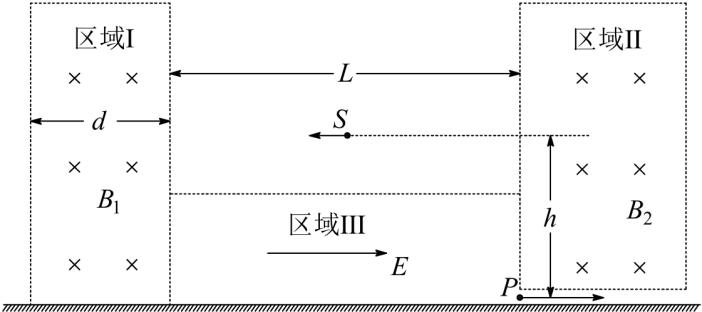 区域I
区域II
× ×
L
× ×
d
S
× ×
× ×
B₁
h
B₂
区域III
× ×
E
× ×
P